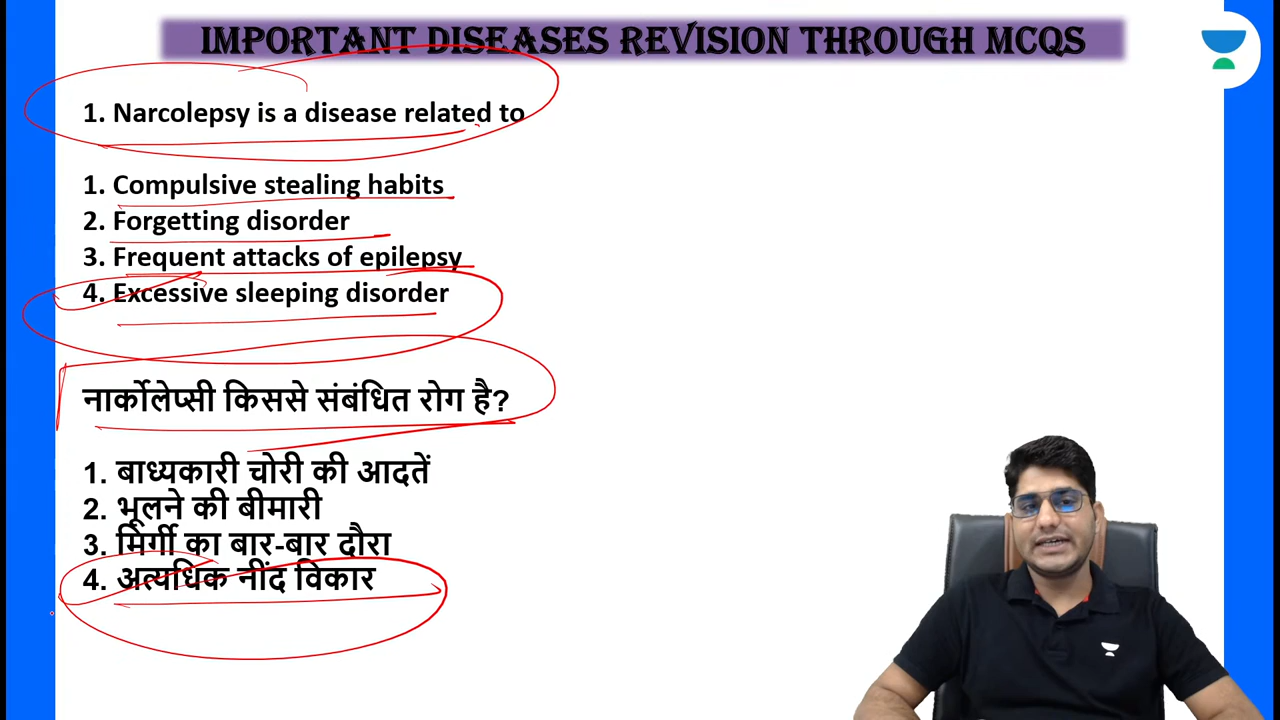 IMPORTANT DISEASES REVISION THROUGH MCQS
1. Narcolepsy is a disease related to
1. Compulsive stealing habits
2. Forgetting disorder
3. Frequent attacks of epilepsy
4. Excessive sleeping disorder
नार्कोलेप्सी किससे संबंधित रोग है?
1. बाध्यकारी चोरी की आदतें
2. भूलने की बीमारी
3. मिर्गी का बार-बार दौरा
4. अत्यधिक नींद विकार